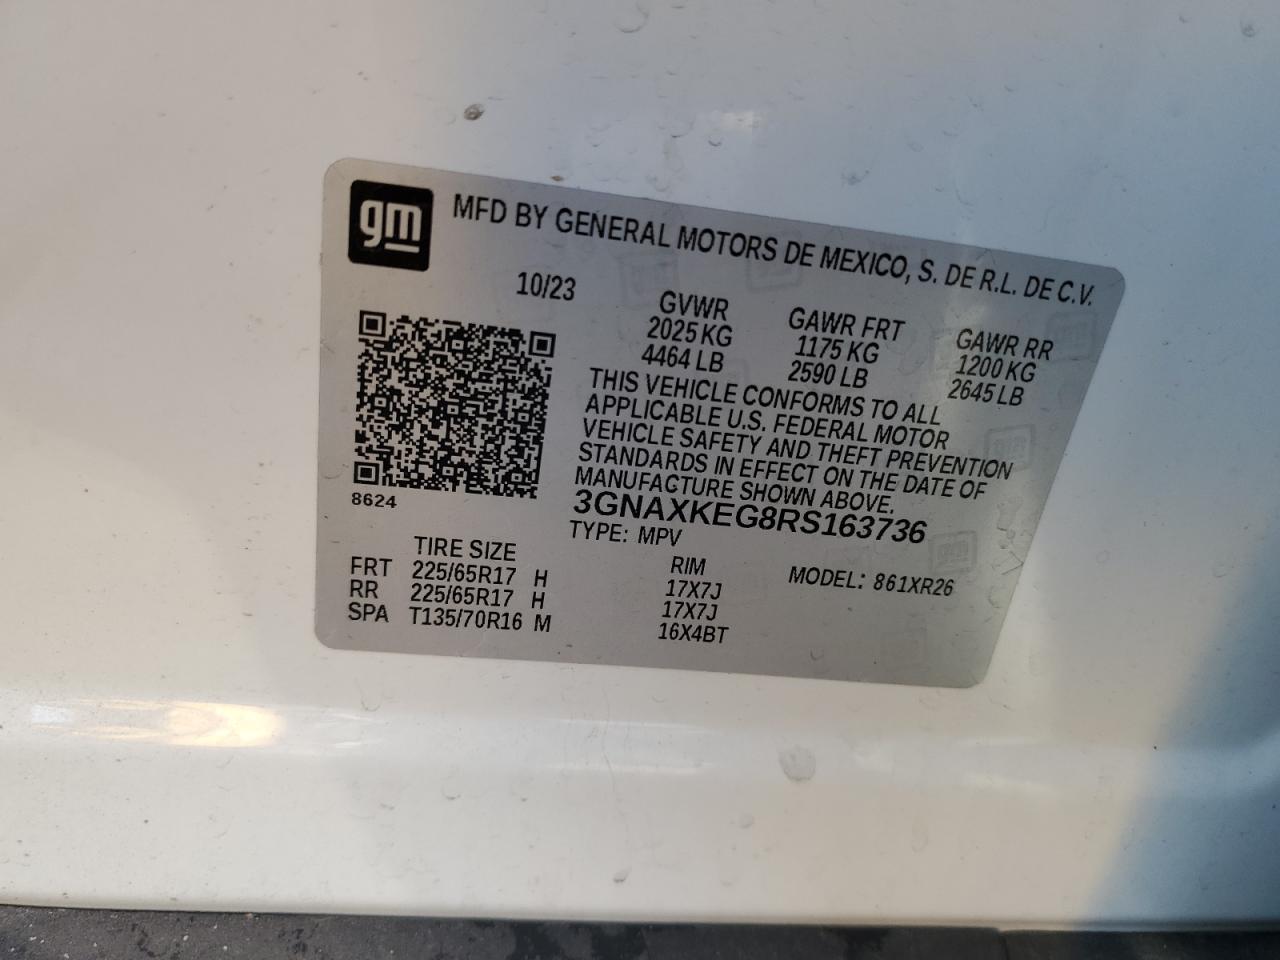 gm
MFD BY GENERAL MOTORS DE MEXICO, S. DE R.L. DE C.V.
10/23 GVWR GAWR FRT GAWR RR
2025 KG 1175 KG 1200 KG
4464 LB 2590 LB 2645 LB
THIS VEHICLE CONFORMS TO ALL
APPLICABLE U.S. FEDERAL MOTOR
VEHICLE SAFETY AND THEFT PREVENTION
STANDARDS IN EFFECT ON THE DATE OF
MANUFACTURE SHOWN ABOVE.
8624
3GNAXKEG8RS163736
TYPE: MPV
MODEL: 861XR26
TIRE SIZE RIM
FRT 225/65R17 H 17X7J
RR 225/65R17 H 17X7J
SPA T135/70R16 M 16X4BT